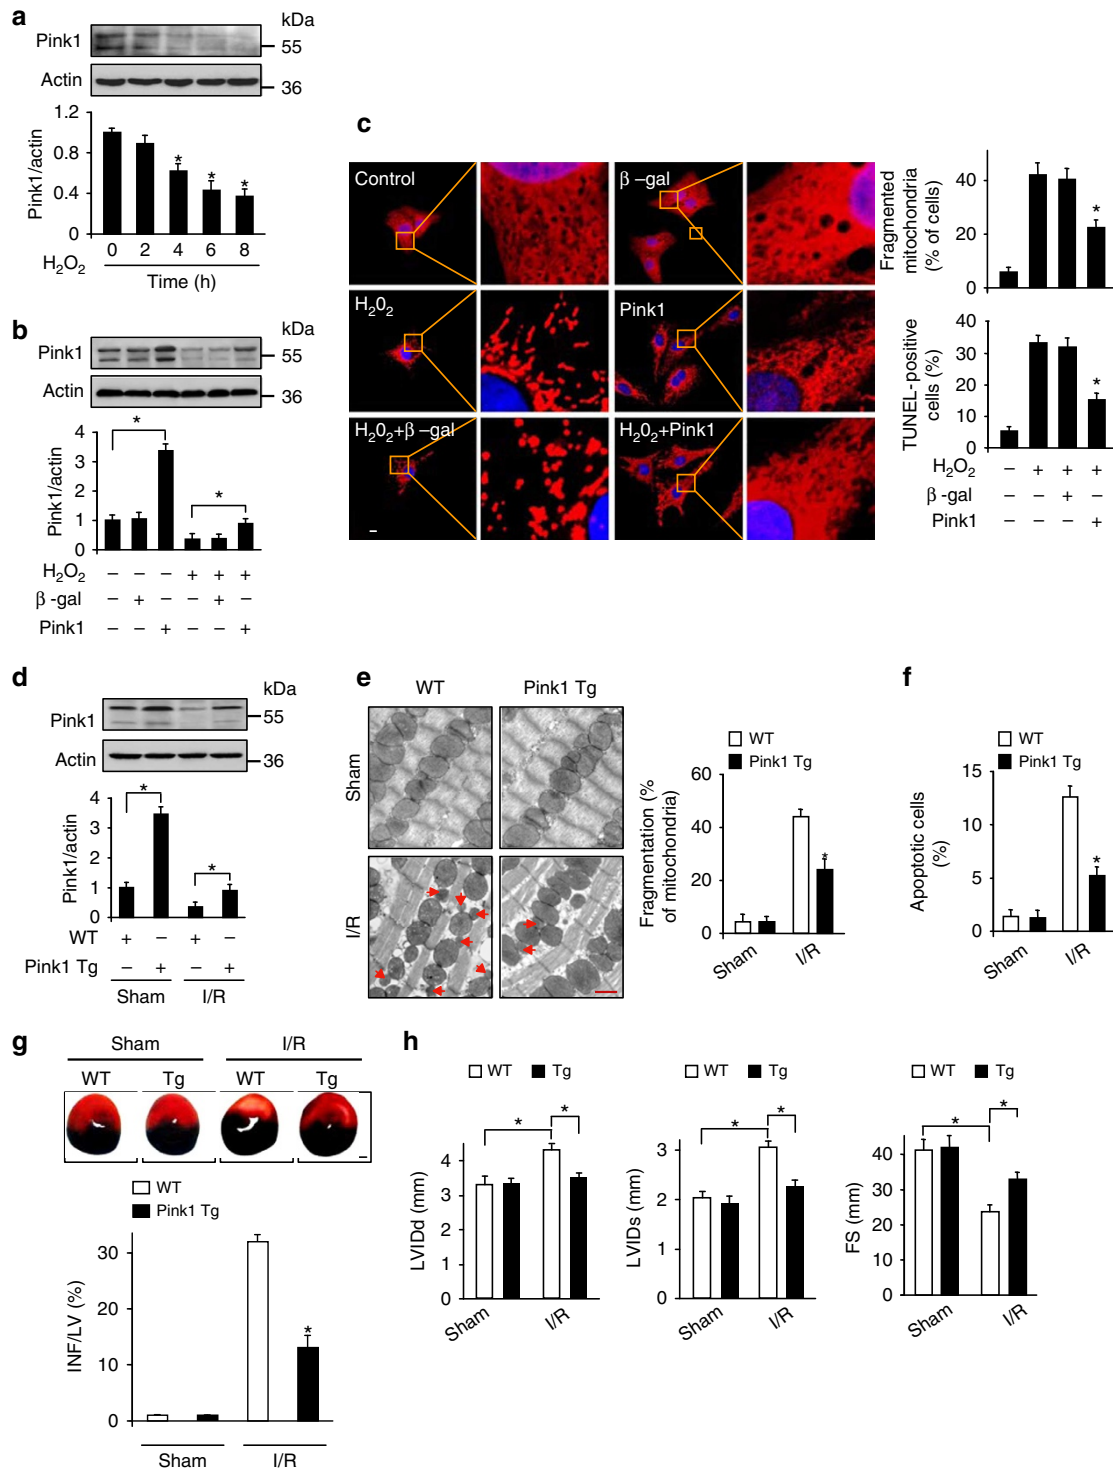 a
kDa
Pink1
55
Actin
36
1.2
0.8
0.4
0
Pink1/actin
* * *
0 2 4 6 8
H₂O₂
Time (h)
b
kDa
Pink1
55
Actin
36
4
3
2
1
0
Pink1/actin
* *
H₂O₂ – – – + + +
β-gal – + – – + –
Pink1 – – + – – +
c
Control
β-gal
H₂0₂
Pink1
H₂0₂+β-gal
H₂0₂+Pink1
Fragmented mitochondria (% of cells)
40
20
0
*
TUNEL-positive cells (%)
40
30
20
10
0
*
H₂O₂ – + + +
β-gal – – + –
Pink1 – – – +
d
kDa
Pink1
55
Actin
36
4
3
2
1
0
Pink1/actin
* *
WT + – + –
Pink1 Tg – + – +
Sham I/R
e
WT Pink1 Tg
Sham
I/R
WT
Pink1 Tg
Fragmentation (% of mitochondria)
60
40
20
0
*
Sham I/R
f
WT
Pink1 Tg
Apoptotic cells (%)
15
10
5
0
*
Sham I/R
g
Sham I/R
WT Tg WT Tg
WT
Pink1 Tg
INF/LV (%)
30
20
10
0
*
Sham I/R
h
WT Tg
LVIDd (mm)
4
3
2
1
0
* *
Sham I/R
WT Tg
LVIDs (mm)
3
2
1
0
* *
Sham I/R
WT Tg
FS (mm)
40
30
20
10
0
* *
Sham I/R